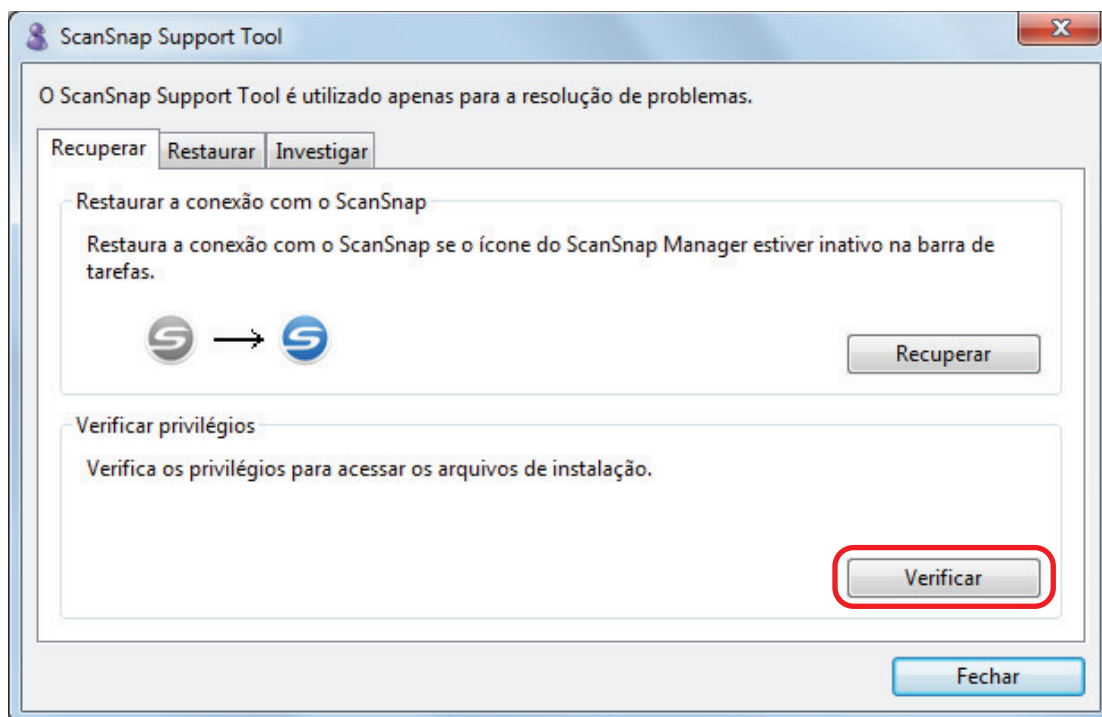 ScanSnap Support Tool
O ScanSnap Support Tool é utilizado apenas para a resolução de problemas.
Recuperar Restaurar Investigar
Restaurar a conexão com o ScanSnap
Restaura a conexão com o ScanSnap se o ícone do ScanSnap Manager estiver inativo na barra de
tarefas.
Recuperar
Verificar privilégios
Verifica os privilégios para acessar os arquivos de instalação.
Verificar
Fechar